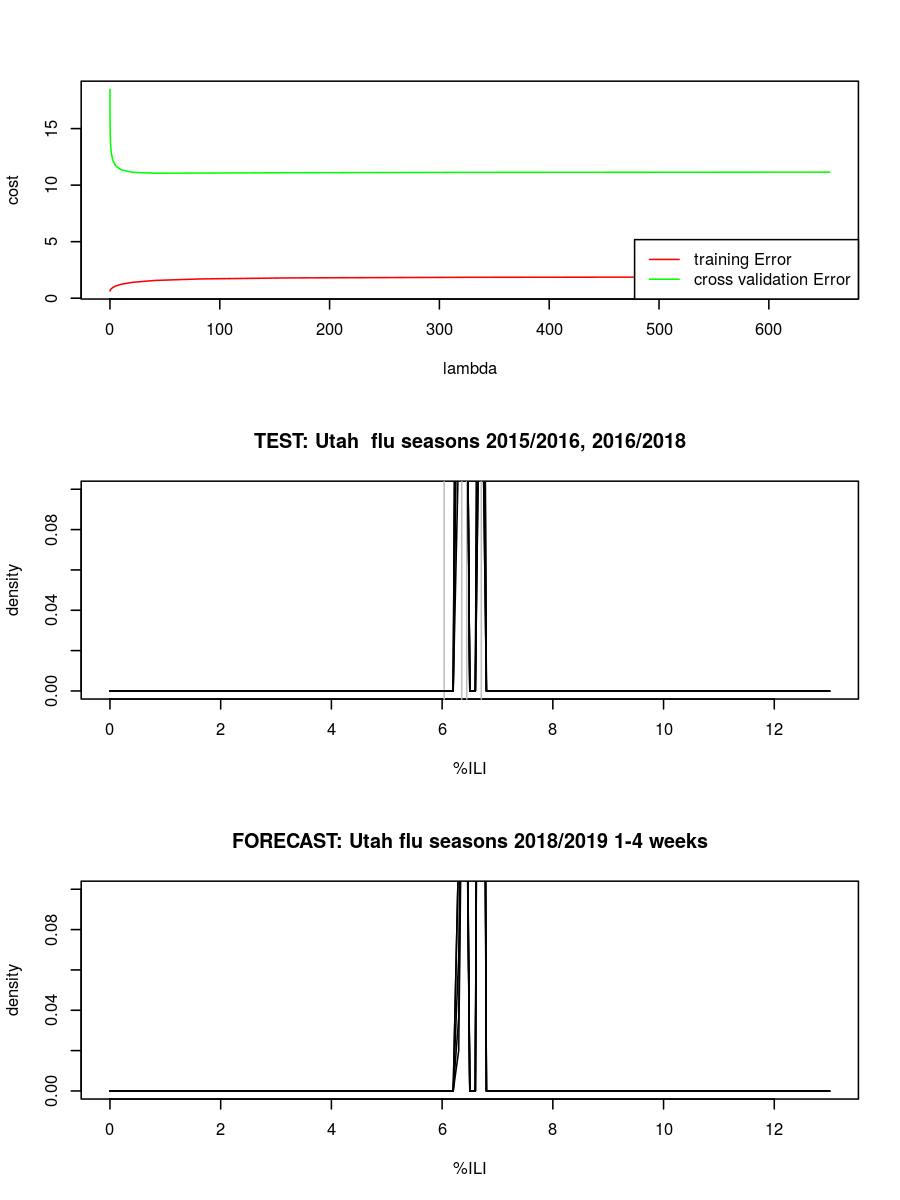 15
10
5
0
cost
training Error
cross validation Error
0 100 200 300 400 500 600
lambda
TEST: Utah  flu seasons 2015/2016, 2016/2018
0.08
0.04
0.00
density
0 2 4 6 8 10 12
%ILI
FORECAST: Utah flu seasons 2018/2019 1-4 weeks
0.08
0.04
0.00
density
0 2 4 6 8 10 12
%ILI